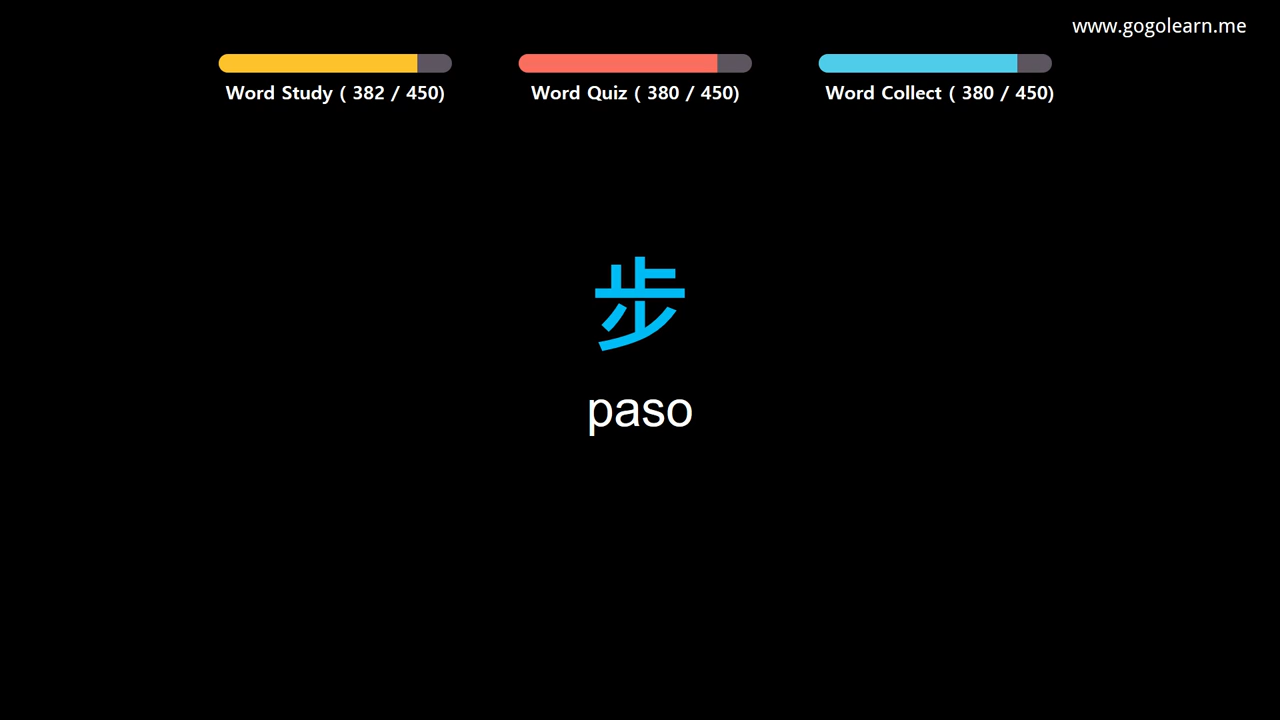 www.gogolearn.me
Word Study ( 382 / 450)
Word Quiz ( 380 / 450)
Word Collect ( 380 / 450)
步
paso